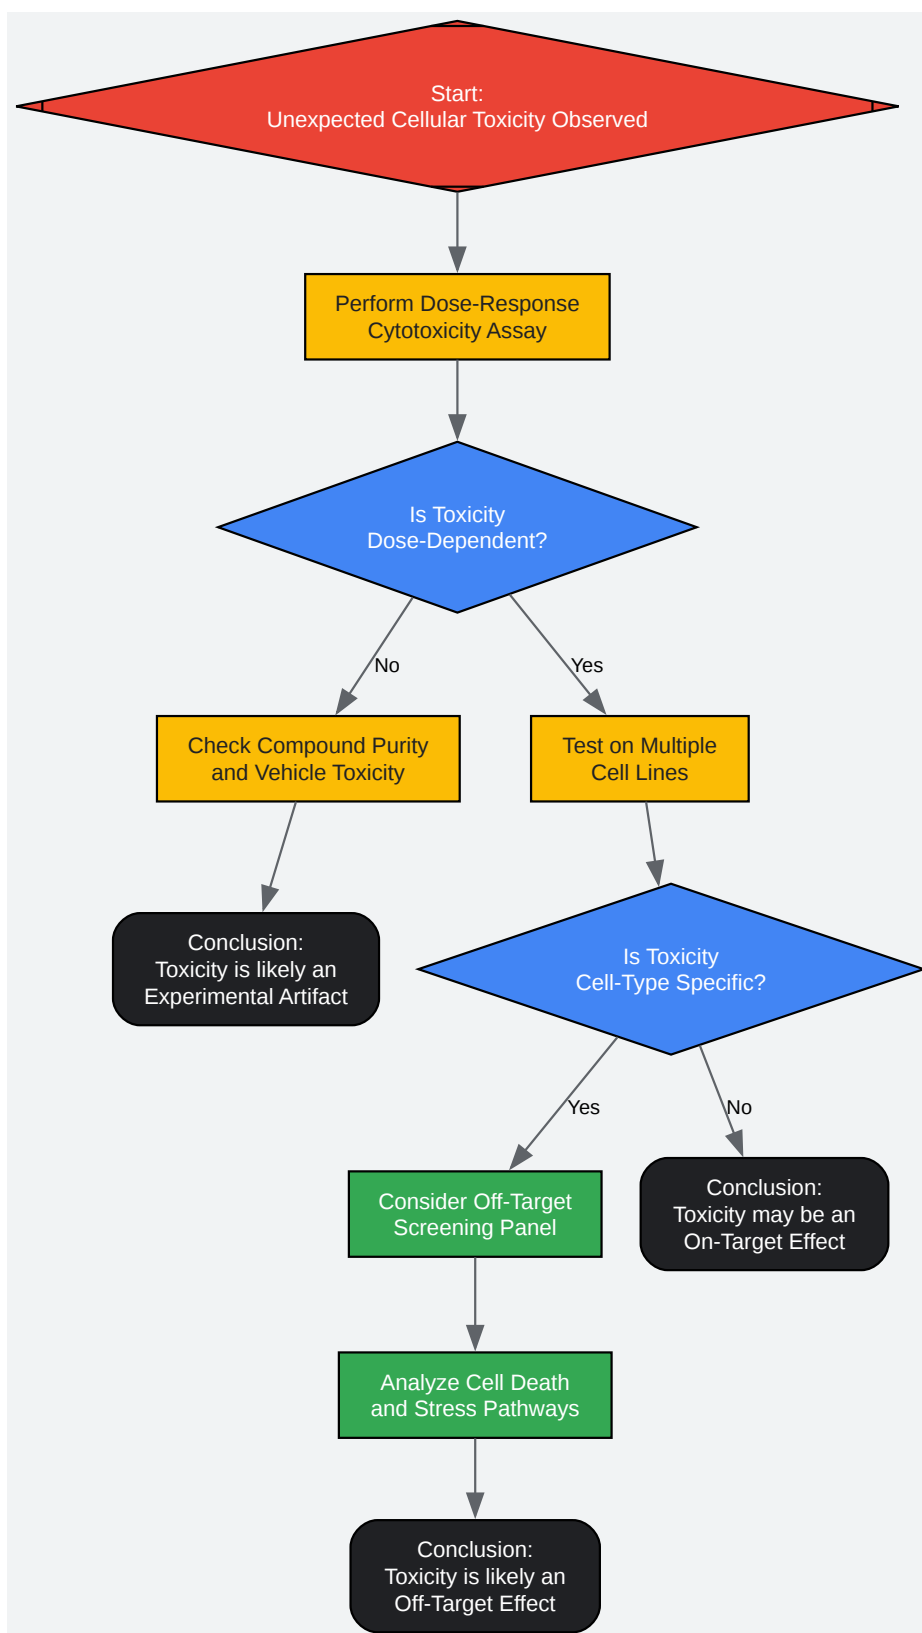 Start:
Unexpected Cellular Toxicity Observed
Perform Dose-Response
Cytotoxicity Assay
Is Toxicity
Dose-Dependent?
No
Yes
Check Compound Purity
and Vehicle Toxicity
Test on Multiple
Cell Lines
Conclusion:
Toxicity is likely an
Experimental Artifact
Is Toxicity
Cell-Type Specific?
Yes
No
Consider Off-Target
Screening Panel
Conclusion:
Toxicity may be an
On-Target Effect
Analyze Cell Death
and Stress Pathways
Conclusion:
Toxicity is likely an
Off-Target Effect